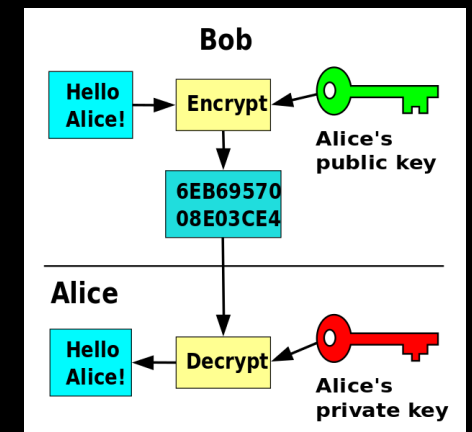 Bob
Hello
Alice!
Encrypt
Alice's
public key
6EB69570
08E03CE4
Alice
Hello
Alice!
Decrypt
Alice's
private key